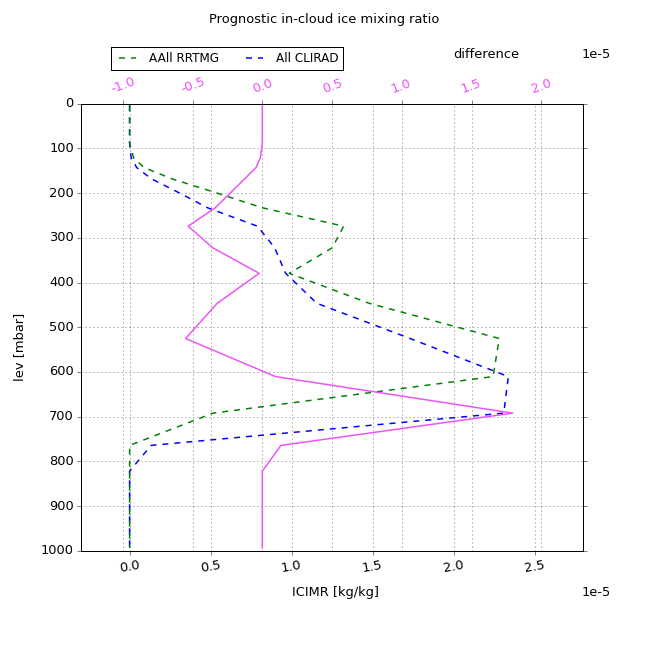 Prognostic in-cloud ice mixing ratio
AAll RRTMG All CLIRAD
difference 1e-5
-1.0 -0.5 0.0 0.5 1.0 1.5 2.0
0
100
200
300
400
500
600
700
800
900
1000
lev [mbar]
0.0 0.5 1.0 1.5 2.0 2.5
ICIMR [kg/kg] 1e-5